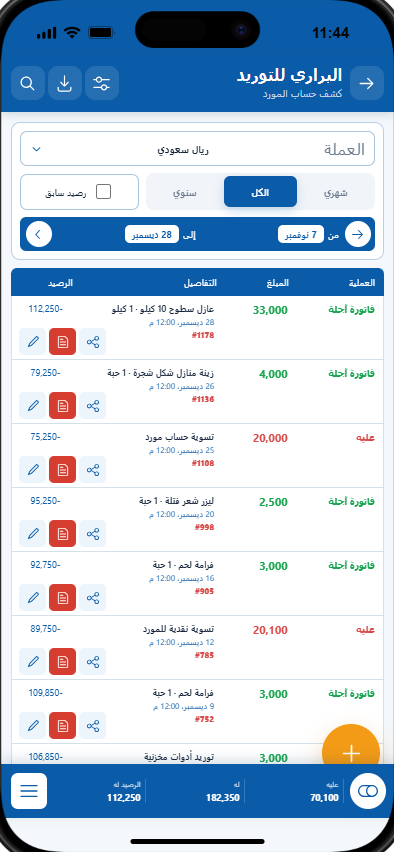 11:44
البراري للتوريد
كشف حساب المورد
العملة
ريال سعودي
شهري
الكل
سنوي
رصيد سابق
من
7 نوفمبر
إلى
28 ديسمبر
العملية
المبلغ
التفاصيل
الرصيد
فاتورة آجلة
33,000
عازل سطوح 10 كيلو · 1 كيلو
28 ديسمبر، 12:00 م
#1178
-112,250
فاتورة آجلة
4,000
زينة منازل شكل شجرة · 1 حبة
26 ديسمبر، 12:00 م
#1136
-79,250
عليه
20,000
تسوية حساب مورد
25 ديسمبر، 12:00 م
#1108
-75,250
فاتورة آجلة
2,500
ليزر شعر فتلة · 1 حبة
20 ديسمبر، 12:00 م
#998
-95,250
فاتورة آجلة
3,000
فرامة لحم · 1 حبة
16 ديسمبر، 12:00 م
#905
-92,750
عليه
20,100
تسوية نقدية للمورد
12 ديسمبر، 12:00 م
#785
-89,750
فاتورة آجلة
3,000
فرامة لحم · 1 حبة
9 ديسمبر، 12:00 م
#752
-109,850
3,000
توريد أدوات مخزنية
-106,850
عليه
70,100
له
182,350
الرصيد له
112,250